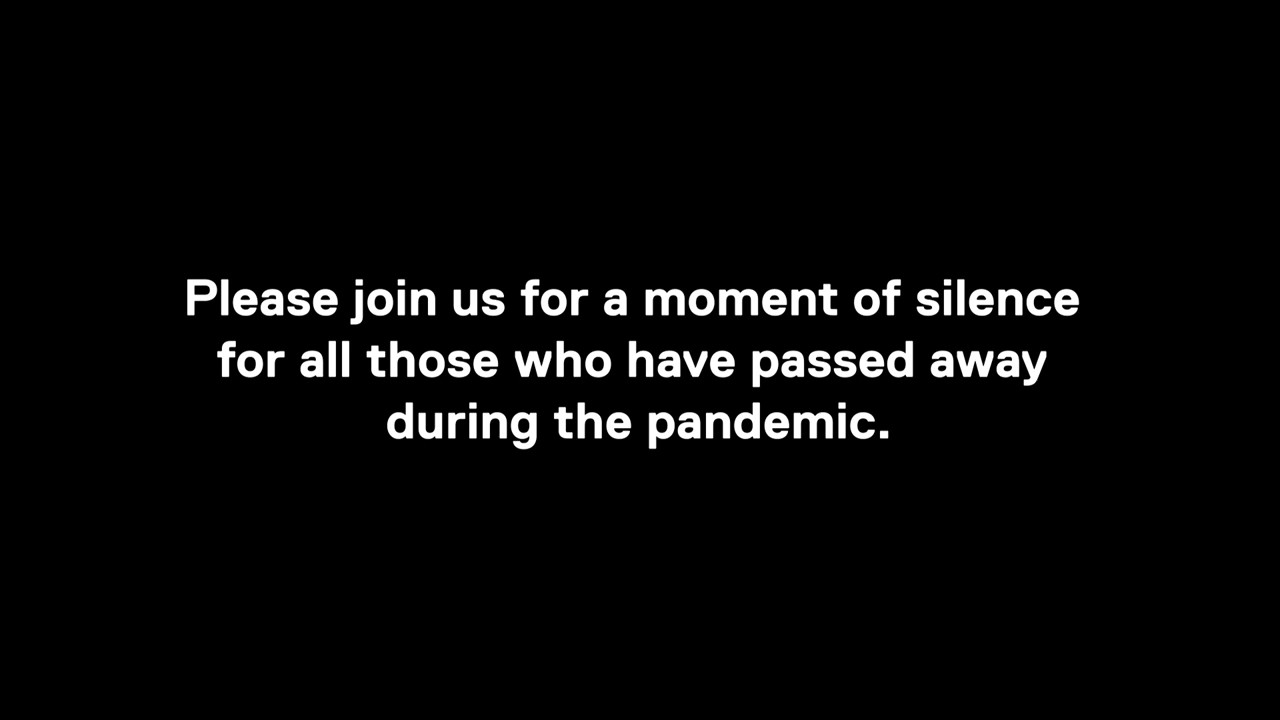 Please join us for a moment of silence
for all those who have passed away
during the pandemic.